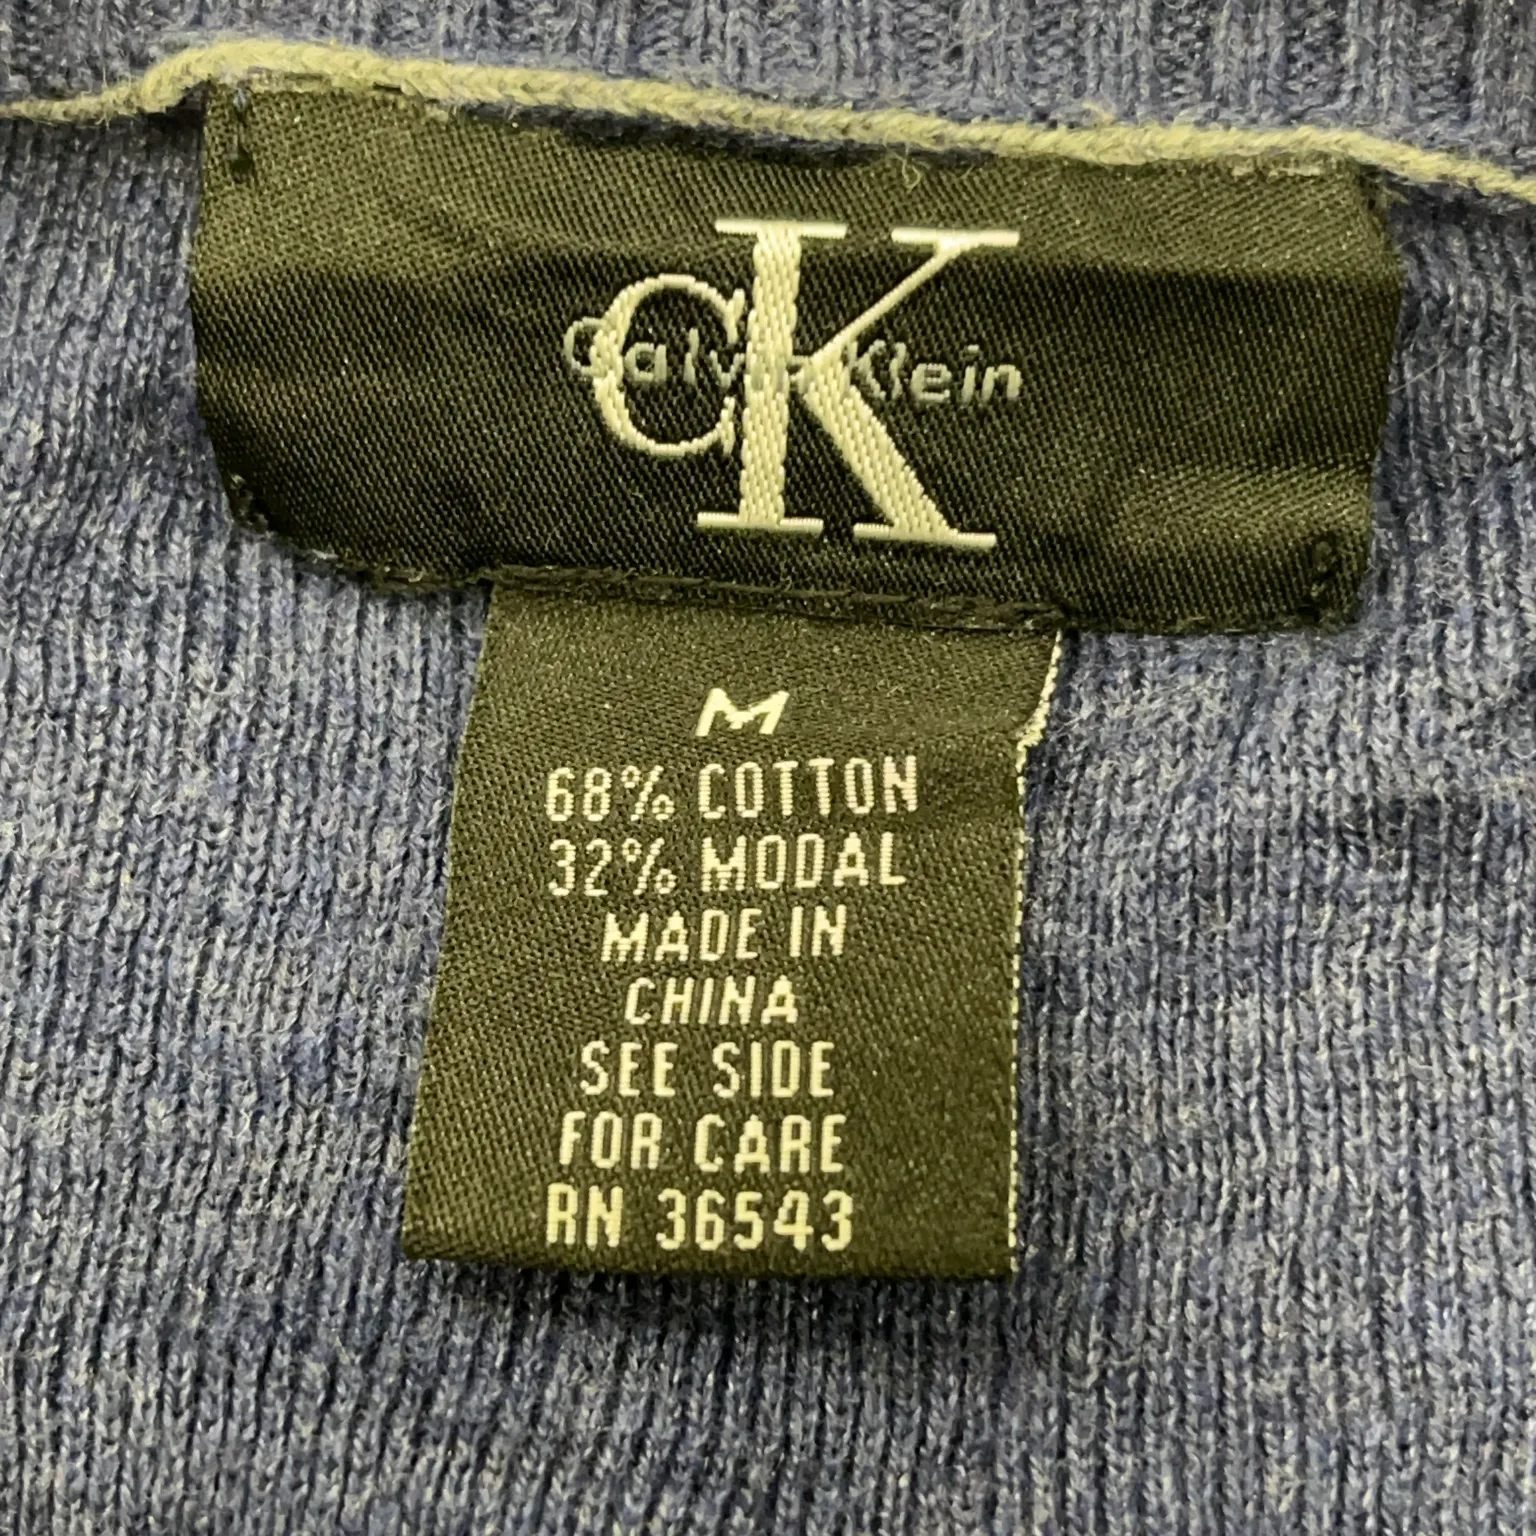 CK
Calvin Klein
M
68% COTTON
32% MODAL
MADE IN
CHINA
SEE SIDE
FOR CARE
RN 36543